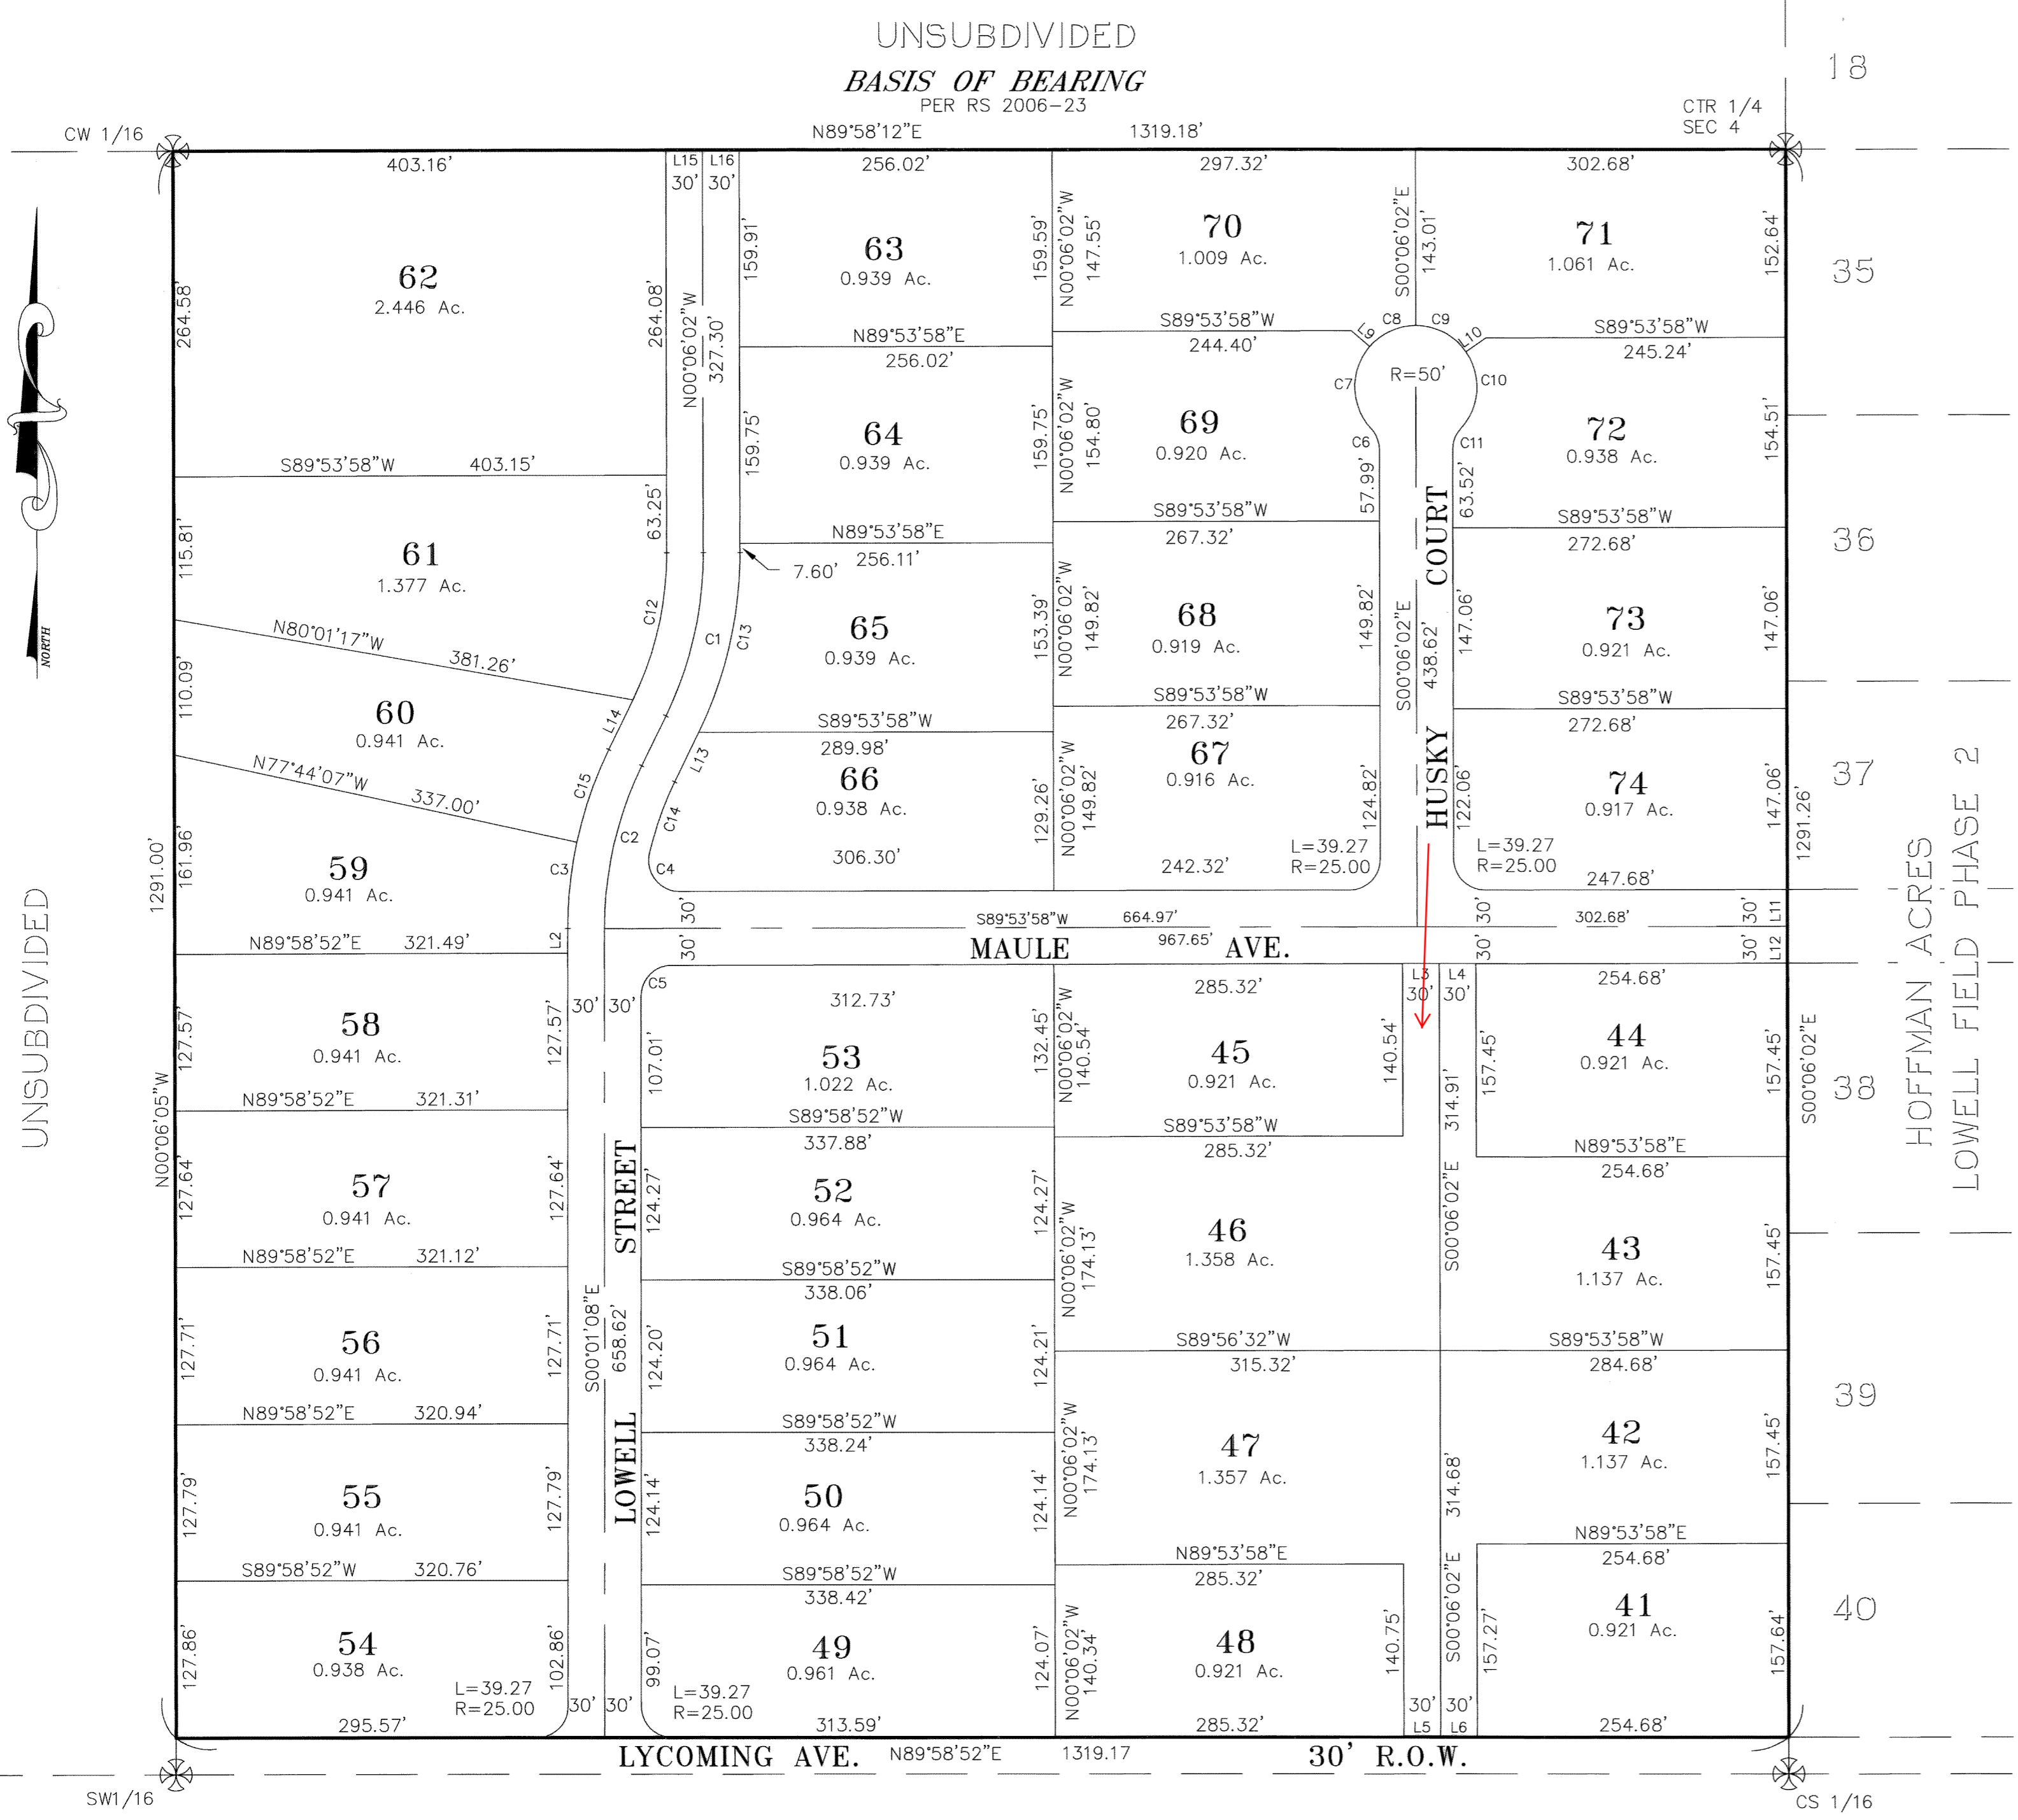 UNSUBDIVIDED
BASIS OF BEARING
PER RS 2006-23
N89°58'12"E 1319.18'
CW 1/16
CTR 1/4
SEC 4
18
403.16'
L15 L16
30' 30'
256.02'
297.32'
302.68'
62
2.446 Ac.
264.58'
264.08'
N00°06'02"W
327.30'
159.91'
63
0.939 Ac.
159.59'
N00°06'02"W
147.55'
70
1.009 Ac.
S00°06'02"E
143.01'
71
1.061 Ac.
152.64'
35
N89°53'58"E
256.02'
S89°53'58"W
244.40'
L9
C8
C9
L10
S89°53'58"W
245.24'
C7
R=50'
C10
NORTH
S89°53'58"W 403.15'
159.75'
64
0.939 Ac.
159.75'
N00°06'02"W
154.80'
69
0.920 Ac.
C6
C11
57.99'
63.52'
72
0.938 Ac.
154.51'
63.25'
115.81'
61
1.377 Ac.
N89°53'58"E
256.11'
7.60'
S89°53'58"W
267.32'
S89°53'58"W
272.68'
36
C12
C1
C13
N80°01'17"W
381.26'
65
0.939 Ac.
153.39'
N00°06'02"W
149.82'
68
0.919 Ac.
149.82'
S00°06'02"E
438.62'
HUSKY COURT
147.06'
73
0.921 Ac.
147.06'
110.09'
60
0.941 Ac.
L14
S89°53'58"W
289.98'
S89°53'58"W
267.32'
S89°53'58"W
272.68'
L13
N77°44'07"W
337.00'
C15
C2
C14
66
0.938 Ac.
306.30'
129.26'
N00°06'02"W
149.82'
67
0.916 Ac.
242.32'
124.82'
L=39.27
R=25.00
122.06'
L=39.27
R=25.00
74
0.917 Ac.
247.68'
147.06'
1291.26'
37
1291.00'
161.96'
59
0.941 Ac.
C3
C4
UNSUBDIVIDED
HOFFMAN ACRES
LOWELL FIELD PHASE 2
N89°58'52"E 321.49'
L2
30'
30'
S89°53'58"W 664.97'
967.65'
MAULE AVE.
30'
30'
302.68'
30'
30'
L11
L12
C5
30' 30'
127.57'
58
0.941 Ac.
127.57'
312.73'
107.01'
53
1.022 Ac.
132.45'
N00°06'02"W
140.54'
285.32'
45
0.921 Ac.
140.54'
L3 L4
30' 30'
314.91'
157.45'
254.68'
44
0.921 Ac.
157.45'
S00°06'02"E
38
N00°06'05"W
N89°58'52"E 321.31'
S89°58'52"W
337.88'
S89°53'58"W
285.32'
N89°53'58"E
254.68'
127.64'
57
0.941 Ac.
127.64'
LOWELL STREET
124.27'
52
0.964 Ac.
124.27'
N00°06'02"W
174.13'
46
1.358 Ac.
S00°06'02"E
43
1.137 Ac.
157.45'
N89°58'52"E 321.12'
S89°58'52"W
338.06'
S89°56'32"W
315.32'
S89°53'58"W
284.68'
127.71'
56
0.941 Ac.
127.71'
S00°01'08"E
658.62'
124.20'
51
0.964 Ac.
124.21'
39
N89°58'52"E 320.94'
S89°58'52"W
338.24'
N00°06'02"W
174.13'
47
1.357 Ac.
314.68'
42
1.137 Ac.
157.45'
127.79'
55
0.941 Ac.
127.79'
124.14'
50
0.964 Ac.
124.14'
N89°53'58"E
285.32'
N89°53'58"E
254.68'
S89°58'52"W 320.76'
S89°58'52"W
338.42'
127.86'
54
0.938 Ac.
102.86'
L=39.27
R=25.00
295.57'
30' 30'
99.07'
49
0.961 Ac.
L=39.27
R=25.00
313.59'
124.07'
N00°06'02"W
140.34'
48
0.921 Ac.
285.32'
140.75'
S00°06'02"E
30' 30'
L5 L6
157.27'
41
0.921 Ac.
254.68'
157.64'
40
LYCOMING AVE. N89°58'52"E 1319.17 30' R.O.W.
SW1/16
CS 1/16